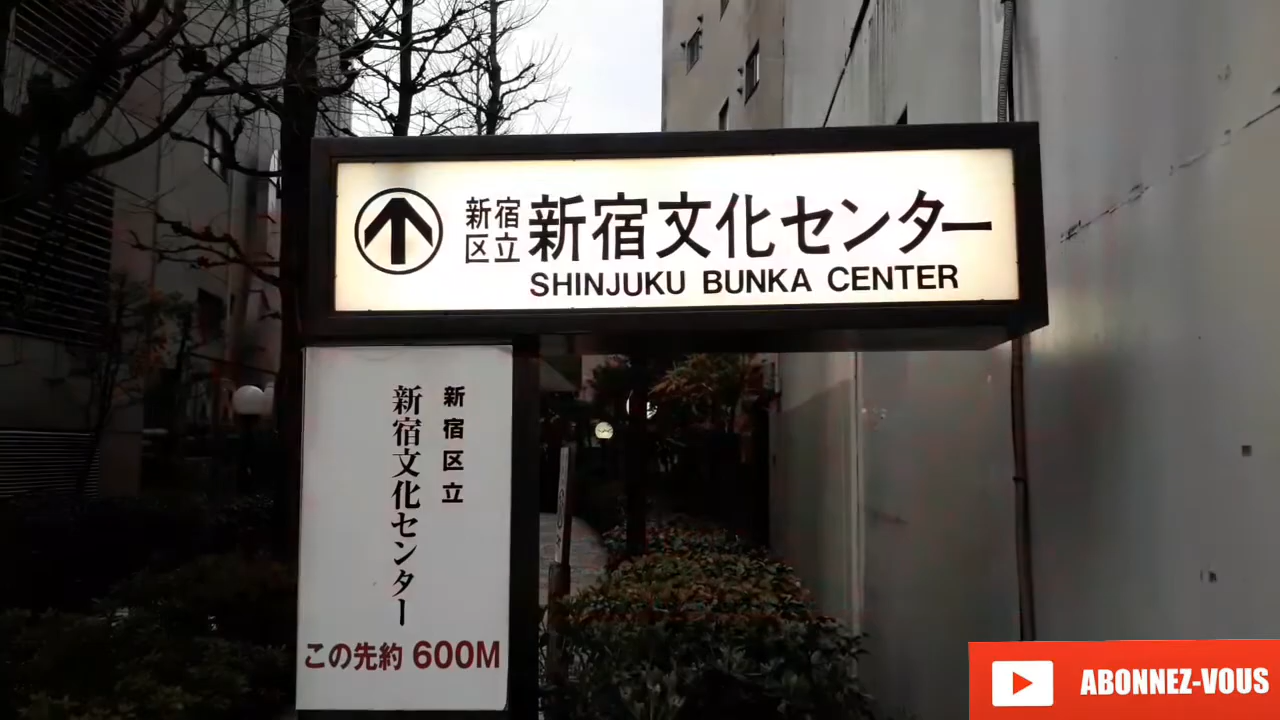 新宿区立 新宿文化センター
SHINJUKU BUNKA CENTER
新宿区立
新宿文化センター
この先約 600M
ABONNEZ-VOUS